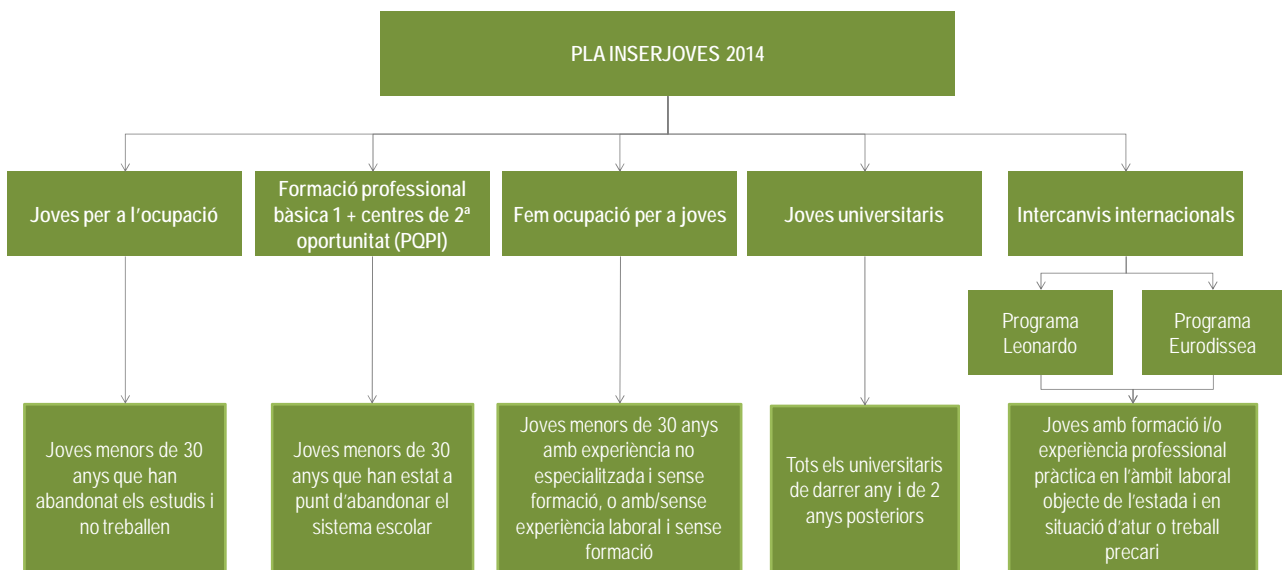 PLA INSERJOVES 2014
Joves per a l'ocupació
Formació professional
bàsica 1 + centres de 2ª
oportunitat (PQPI)
Fem ocupació per a joves
Joves universitaris
Intercanvis internacionals
Programa
Leonardo
Programa
Eurodissea
Joves menors de 30
anys que han
abandonat els estudis i
no treballen
Joves menors de 30
anys que han estat a
punt d'abandonar el
sistema escolar
Joves menors de 30 anys
amb experiència no
especialitzada i sense
formació, o amb/sense
experiència laboral i sense
formació
Tots els universitaris
de darrer any i de 2
anys posteriors
Joves amb formació i/o
experiència professional
pràctica en l'àmbit laboral
objecte de l'estada i en
situació d'atur o treball
precari